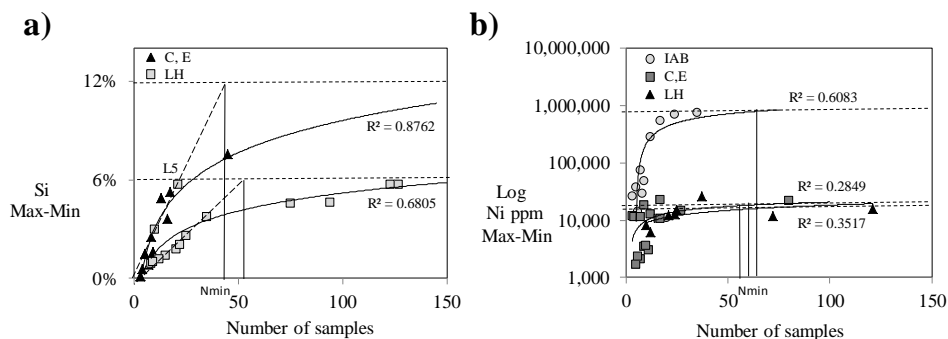 a)
C, E
LH
12%
6%
0%
Si
Max-Min
L5
R² = 0.8762
R² = 0.6805
Nmin
0
50
100
150
Number of samples
b)
IAB
C,E
LH
10,000,000
1,000,000
100,000
10,000
1,000
Log
Ni ppm
Max-Min
R² = 0.6083
R² = 0.2849
R² = 0.3517
Nmin
0
50
100
150
Number of samples